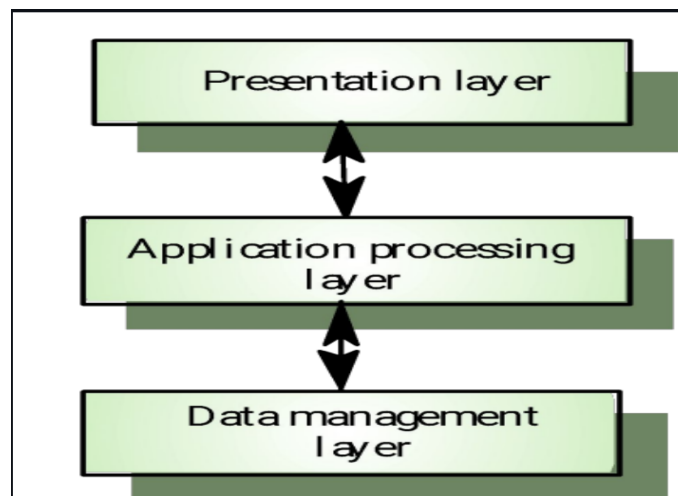 Presentation layer
Application processing
layer
Data management
layer